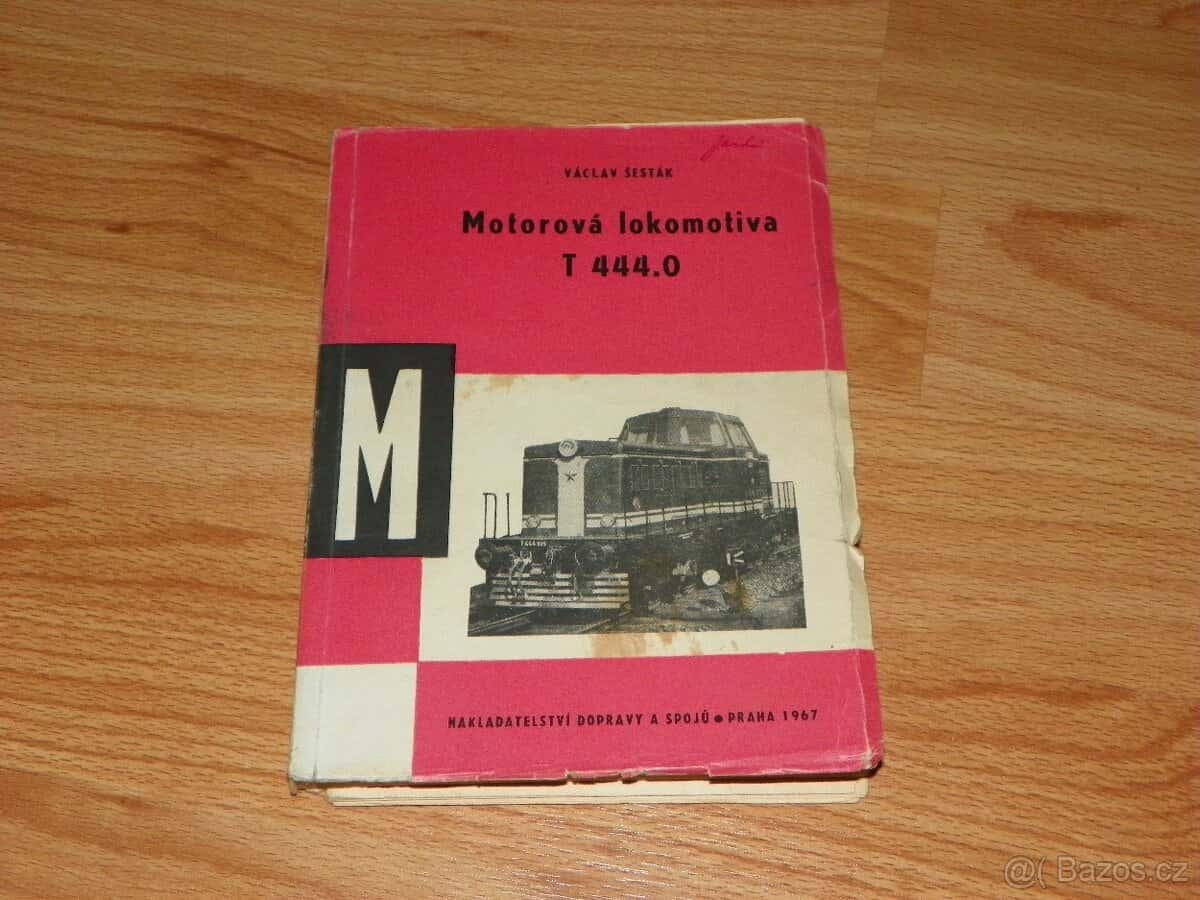 VÁCLAV ŠESTÁK
Motorová lokomotiva
T 444.0
M
NAKLADATELSTVÍ DOPRAVY A SPOJŮ ● PRAHA 1967
@( Bazos.cz